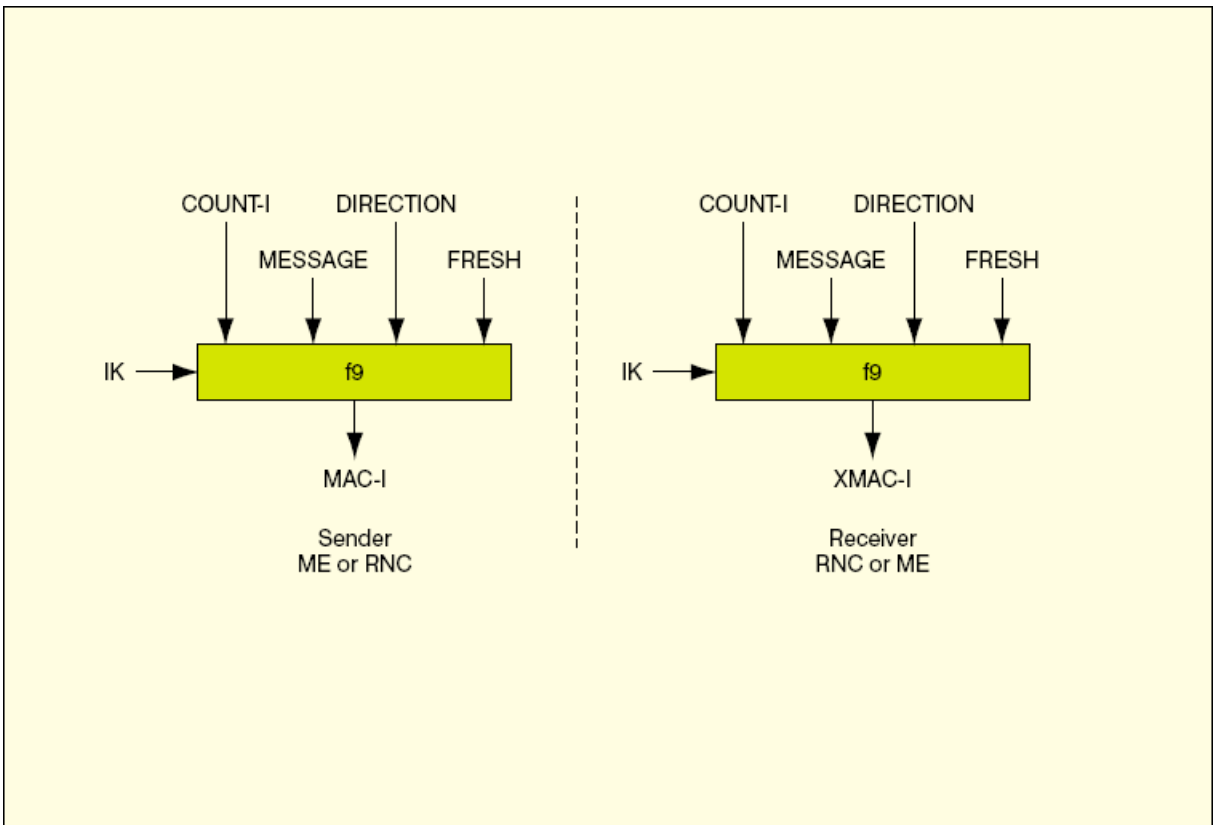 COUNT-I DIRECTION
MESSAGE FRESH
IK f9
MAC-I
Sender
ME or RNC
COUNT-I DIRECTION
MESSAGE FRESH
IK f9
XMAC-I
Receiver
RNC or ME